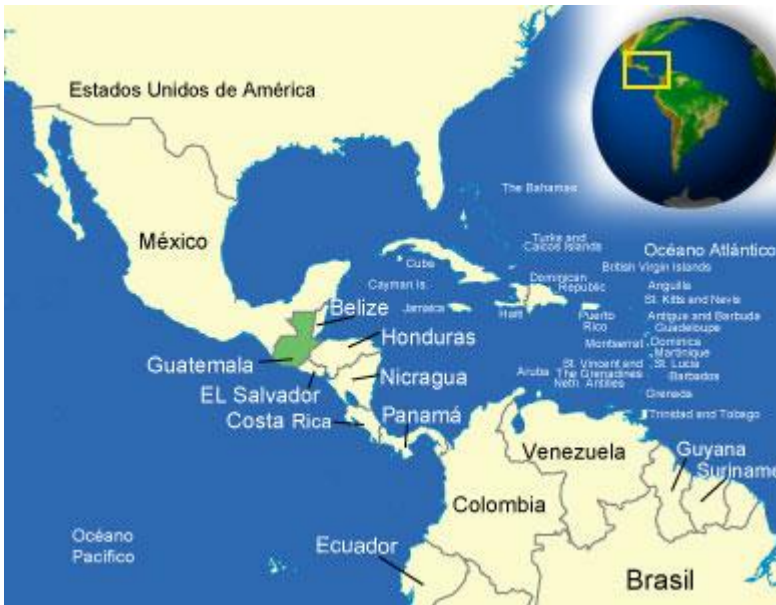 Estados Unidos de América
The Bahamas
México
Turks and
Caicos Islands
Océano Atlántico
Cuba
British Virgin Islands
Cayman Is.
Dominican
Republic
Anguilla
St. Kitts and Nevis
Belize
Jamaica
Haiti
Puerto
Rico
Antigua and Barbuda
Guadeloupe
Honduras
Montserrat
Dominica
Martinique
Guatemala
Nicragua
Aruba
St. Vincent and
The Grenadines
Neth. Antilles
St. Lucia
Barbados
EL Salvador
Grenada
Costa Rica
Panamá
Trinidad and Tobago
Venezuela
Guyana
Suriname
Colombia
Océano
Pacifico
Ecuador
Brasil